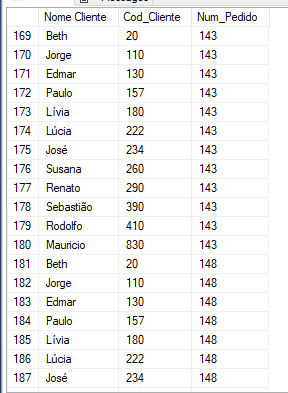 Nome Cliente Cod_Cliente Num_Pedido
169 Beth 20 143
170 Jorge 110 143
171 Edmar 130 143
172 Paulo 157 143
173 Lívia 180 143
174 Lúcia 222 143
175 José 234 143
176 Susana 260 143
177 Renato 290 143
178 Sebastião 390 143
179 Rodolfo 410 143
180 Mauricio 830 143
181 Beth 20 148
182 Jorge 110 148
183 Edmar 130 148
184 Paulo 157 148
185 Lívia 180 148
186 Lúcia 222 148
187 José 234 148